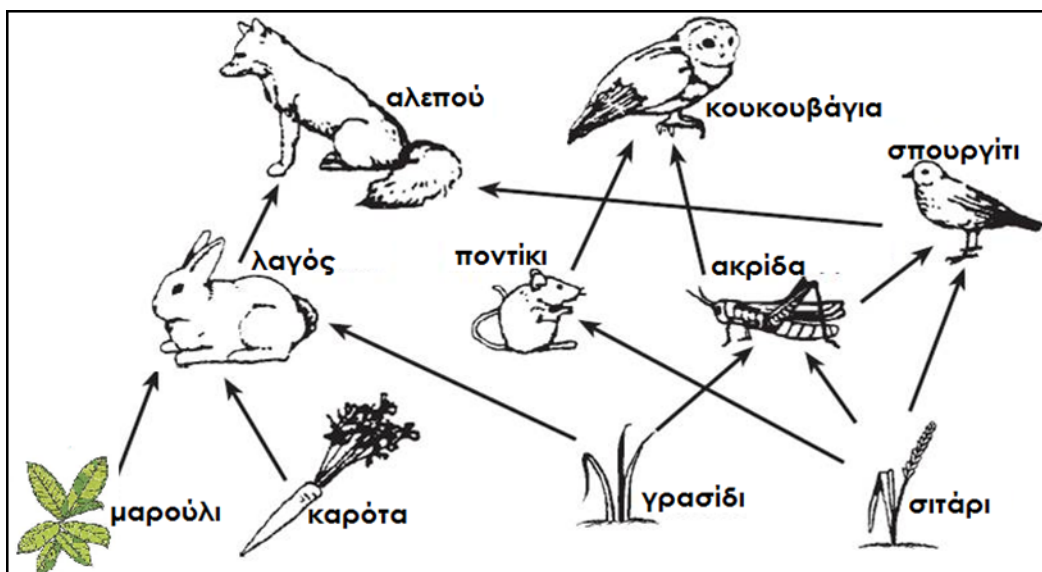 αλεπού
κουκουβάγια
σπουργίτι
λαγός
ποντίκι
ακρίδα
μαρούλι
καρότα
γρασίδι
σιτάρι